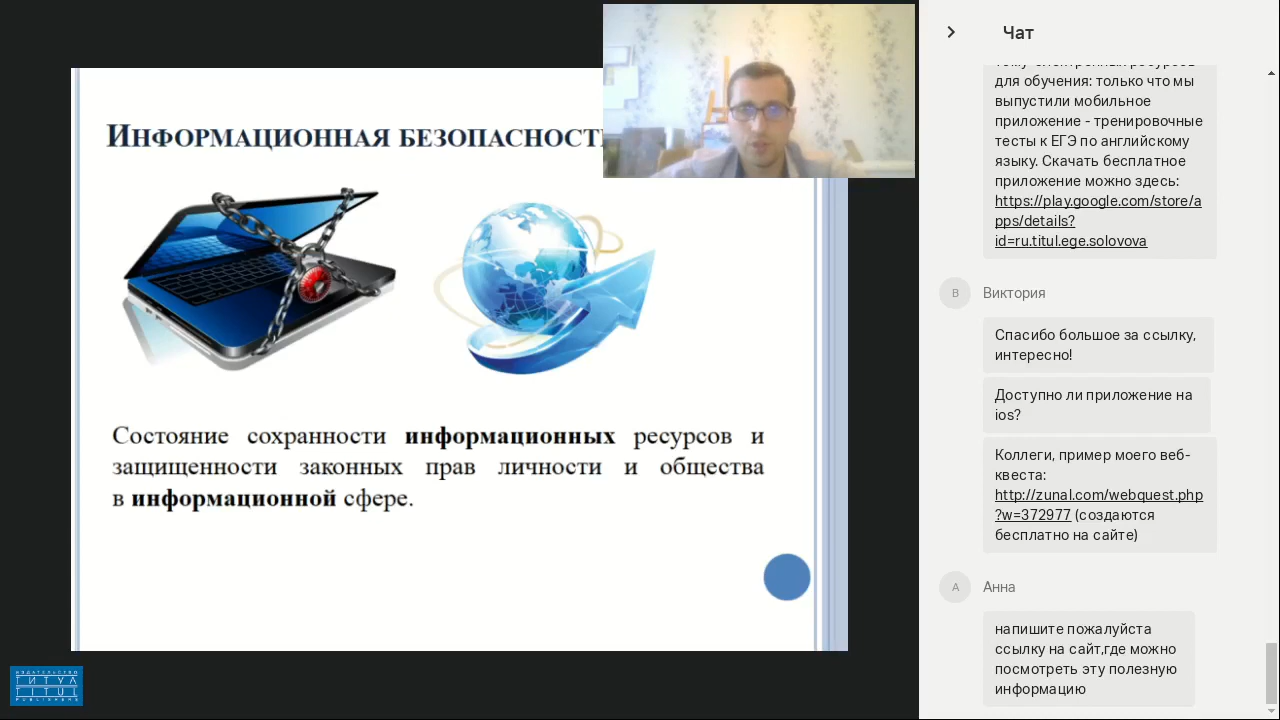 ИНФОРМАЦИОННАЯ БЕЗОПАСНОСТ
Состояние сохранности информационных ресурсов и
защищенности законных прав личности и общества
в информационной сфере.
ИЗДАТЕЛЬСТВО
ТИТУЛ
TITUL
PUBLISHERS
Чат
для обучения: только что мы
выпустили мобильное
приложение - тренировочные
тесты к ЕГЭ по английскому
языку. Скачать бесплатное
приложение можно здесь:
https://play.google.com/store/a
pps/details?
id=ru.titul.ege.solovova
В
Виктория
Спасибо большое за ссылку,
интересно!
Доступно ли приложение на
ios?
Коллеги, пример моего веб-
квеста:
http://zunal.com/webquest.php
?w=372977 (создаются
бесплатно на сайте)
А
Анна
напишите пожалуйста
ссылку на сайт,где можно
посмотреть эту полезную
информацию